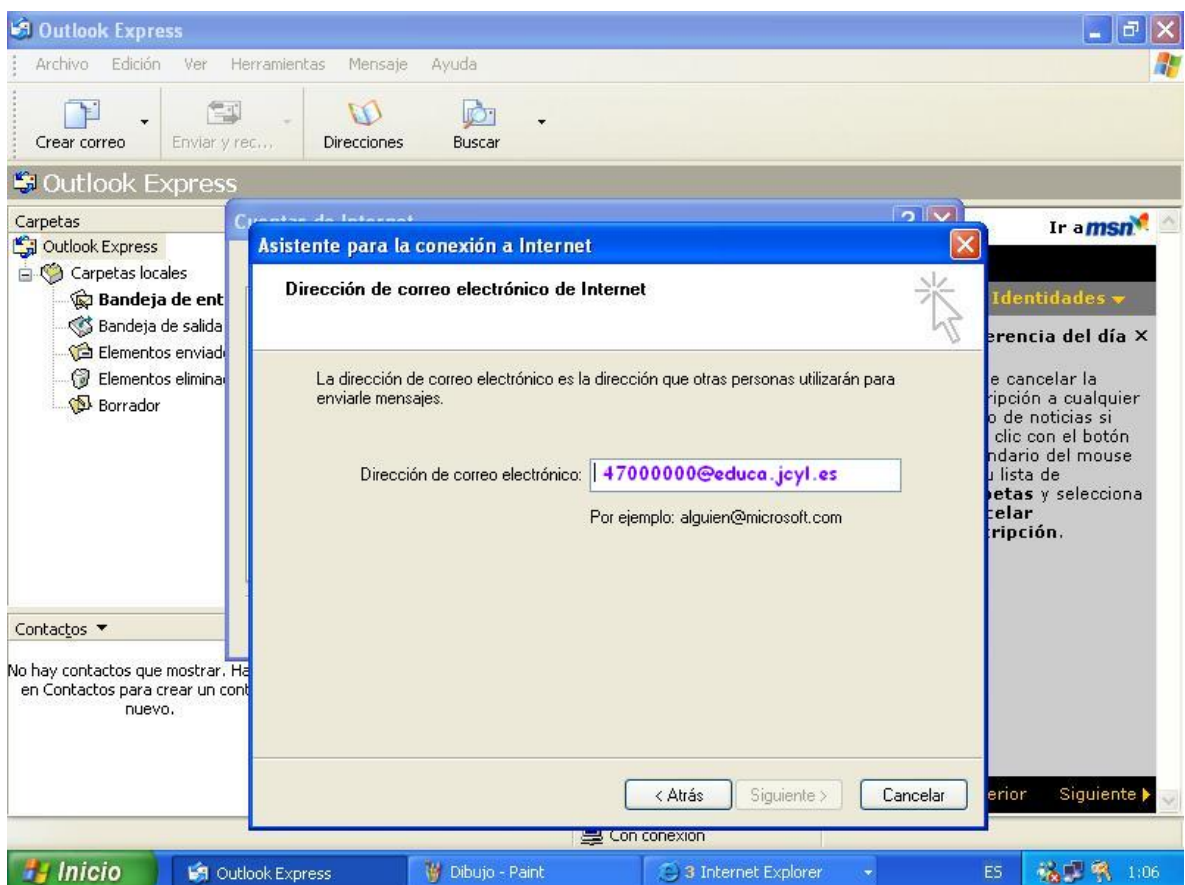 Outlook Express
Archivo Edición Ver Herramientas Mensaje Ayuda
Crear correo Enviar y rec... Direcciones Buscar
Outlook Express
Carpetas
Outlook Express
Carpetas locales
Bandeja de ent
Bandeja de salida
Elementos enviad
Elementos elimina
Borrador
Contactos
No hay contactos que mostrar. Ha
en Contactos para crear un cont
nuevo.
Cuentas de Internet
Asistente para la conexión a Internet
Dirección de correo electrónico de Internet
La dirección de correo electrónico es la dirección que otras personas utilizarán para
enviarle mensajes.
Dirección de correo electrónico: 47000000@educa.jcyl.es
Por ejemplo: alguien@microsoft.com
< Atrás Siguiente > Cancelar
Ir a msn
Identidades
erencia del día X
e cancelar la
ripción a cualquier
o de noticias si
clic con el botón
ndario del mouse
u lista de
petas y selecciona
celar
cripción.
erior Siguiente
Con conexión
Inicio Outlook Express Dibujo - Paint 3 Internet Explorer ES 1:06